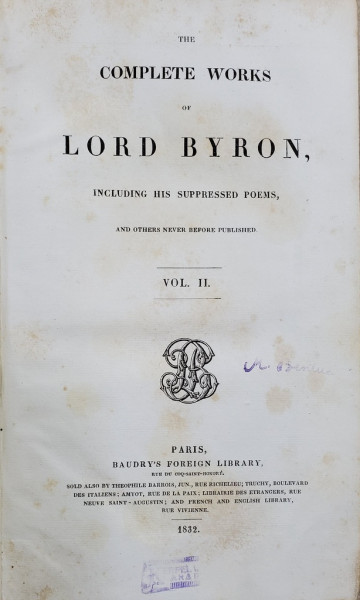 THE
COMPLETE WORKS
OF
LORD BYRON,
INCLUDING HIS SUPPRESSED POEMS,
AND OTHERS NEVER BEFORE PUBLISHED.
VOL. II.
PARIS,
BAUDRY'S FOREIGN LIBRARY,
RUE DU COQ-SAINT-HONORÉ;
SOLD ALSO BY THEOPHILE BARROIS, JUN., RUE RICHELIEU; TRUCHY, BOULEVARD
DES ITALIENS; AMYOT, RUE DE LA PAIX; LIBRAIRIE DES ETRANGERS, RUE
NEUVE SAINT-AUGUSTIN; AND FRENCH AND ENGLISH LIBRARY,
RUE VIVIENNE.
1832.